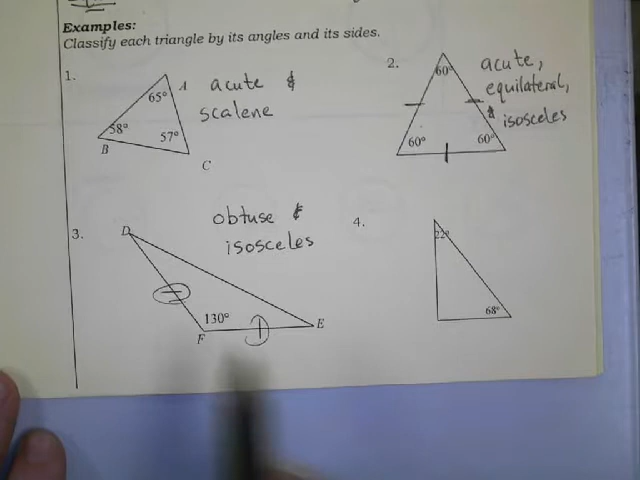 Examples:
Classify each triangle by its angles and its sides.
1.
65°
A
58°
57°
B
C
acute &
scalene
2.
60°
60°
60°
acute,
equilateral,
& isosceles
3.
D
130°
F
E
obtuse &
isosceles
4.
22°
68°